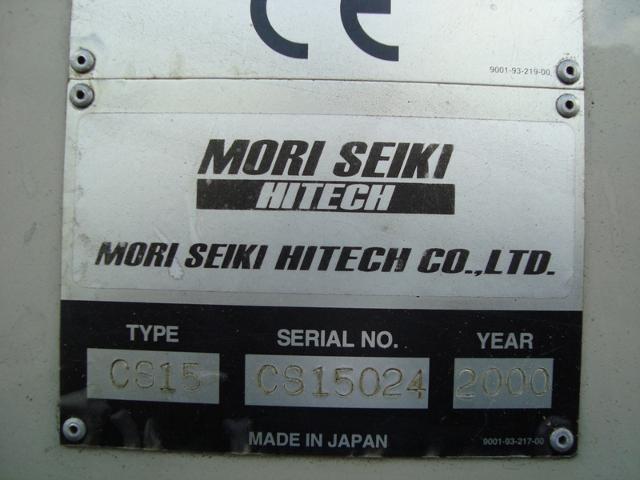 CE
9001-93-219-00
MORI SEIKI
HITECH
MORI SEIKI HITECH CO.,LTD.
TYPE SERIAL NO. YEAR
CS15 CS15024 2000
MADE IN JAPAN 9001-93-217-00